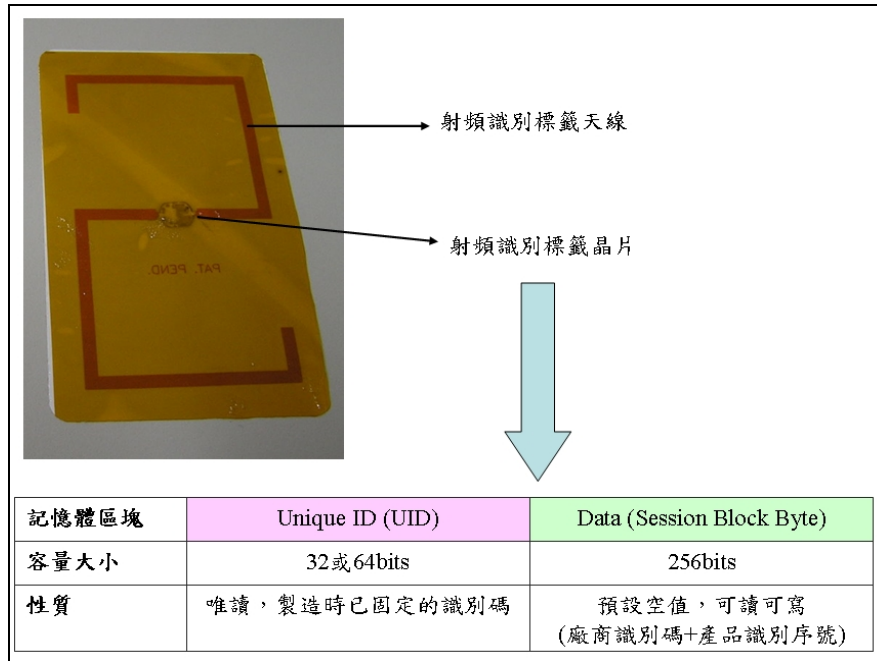 射頻識別標籤天線
射頻識別標籤晶片
PAT. PEND.
記憶體區塊 Unique ID (UID) Data (Session Block Byte)
容量大小 32或64bits 256bits
性質 唯讀，製造時已固定的識別碼 預設空值，可讀可寫
(廠商識別碼+產品識別序號)